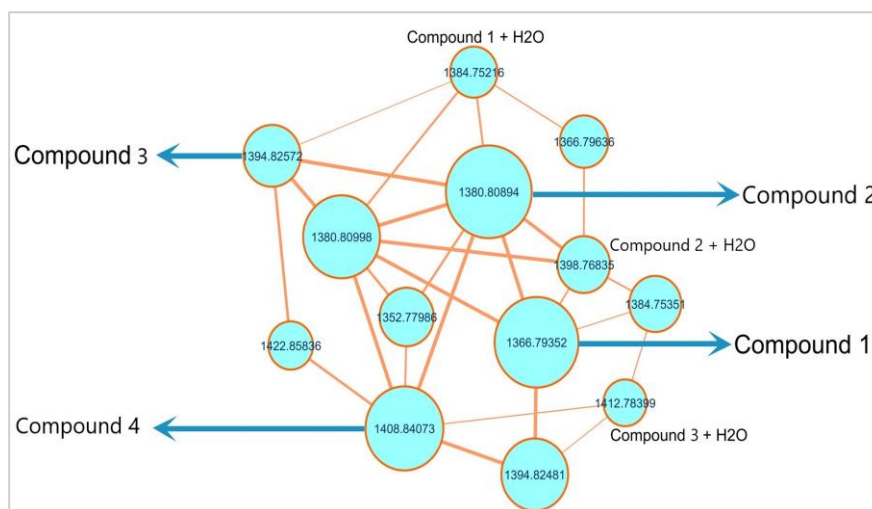 Compound 1 + H2O
1384.75216
1366.79636
Compound 3
1394.82572
1380.80894
Compound 2
1380.80998
Compound 2 + H2O
1398.76835
1384.75351
1352.77986
1366.79352
Compound 1
1422.85836
1412.78399
Compound 4
1408.84073
Compound 3 + H2O
1394.82481